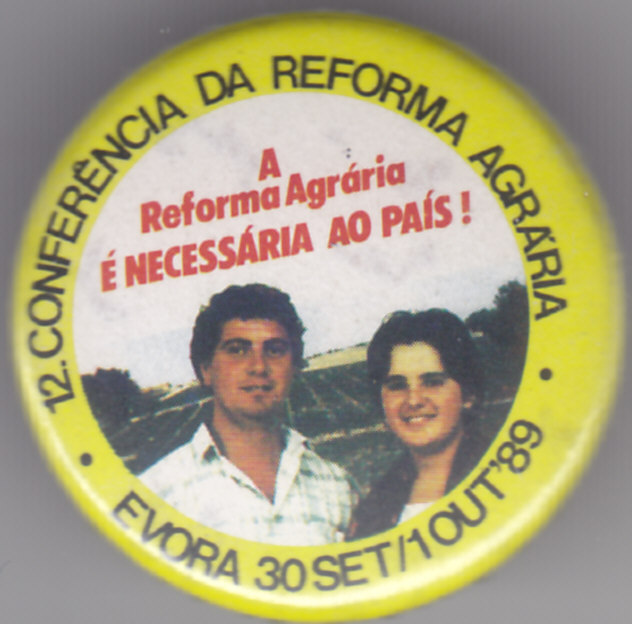 12. CONFERÊNCIA DA REFORMA AGRÁRIA
A
Reforma Agrária
É NECESSÁRIA AO PAÍS !
EVORA 30 SET/1 OUT'89